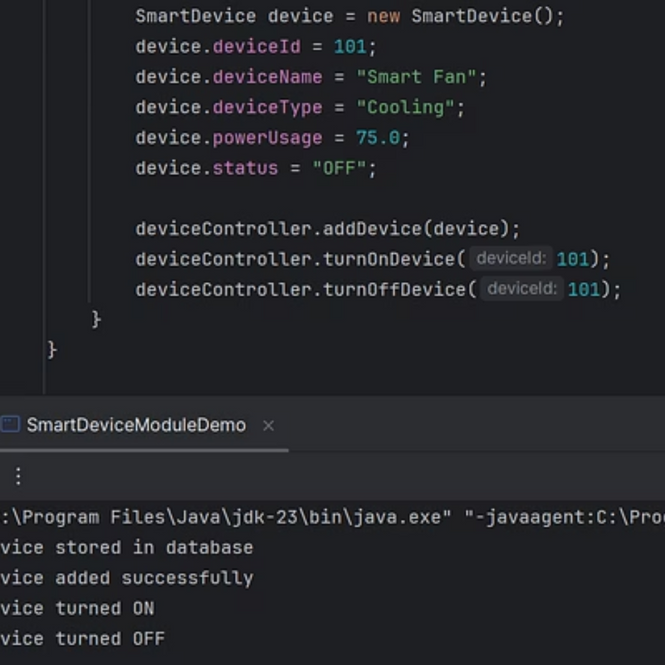 SmartDevice device = new SmartDevice();
device.deviceId = 101;
device.deviceName = "Smart Fan";
device.deviceType = "Cooling";
device.powerUsage = 75.0;
device.status = "OFF";
deviceController.addDevice(device);
deviceController.turnOnDevice( deviceId: 101);
deviceController.turnOffDevice( deviceId: 101);
}
}
SmartDeviceModuleDemo ×
:\Program Files\Java\jdk-23\bin\java.exe" "-javaagent:C:\Pro
vice stored in database
vice added successfully
vice turned ON
vice turned OFF